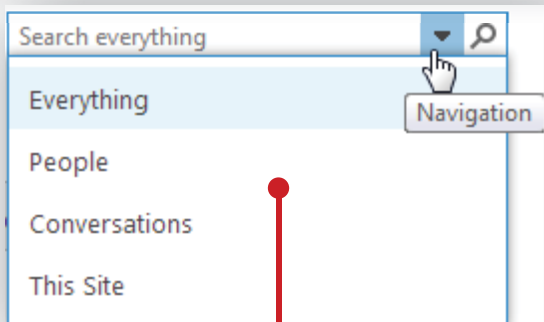 Search everything
Everything
Navigation
People
Conversations
This Site